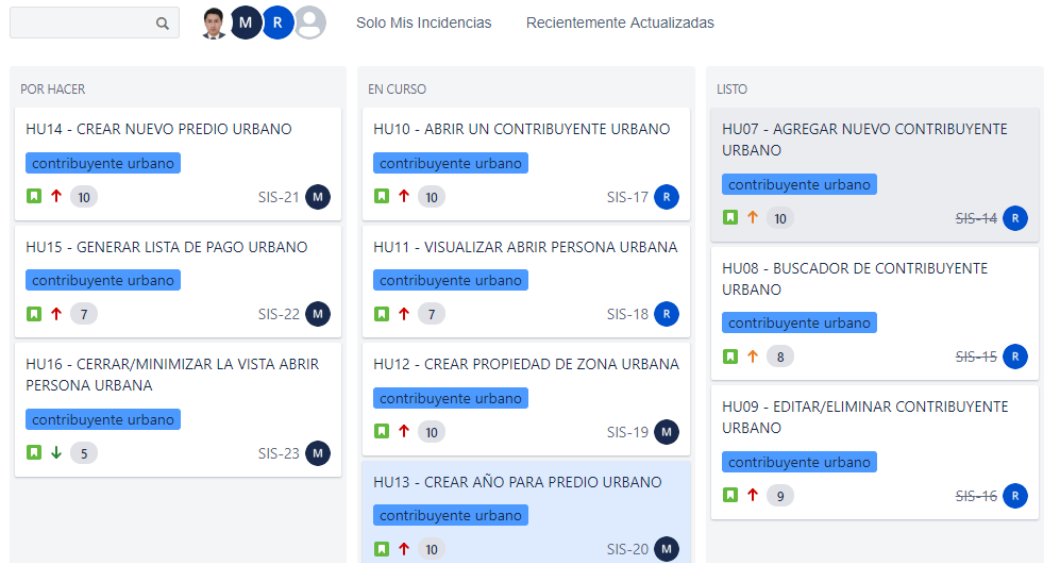 M R Solo Mis Incidencias Recientemente Actualizadas
POR HACER
HU14 - CREAR NUEVO PREDIO URBANO
contribuyente urbano
10 SIS-21 M
HU15 - GENERAR LISTA DE PAGO URBANO
contribuyente urbano
7 SIS-22 M
HU16 - CERRAR/MINIMIZAR LA VISTA ABRIR
PERSONA URBANA
contribuyente urbano
5 SIS-23 M
EN CURSO
HU10 - ABRIR UN CONTRIBUYENTE URBANO
contribuyente urbano
10 SIS-17 R
HU11 - VISUALIZAR ABRIR PERSONA URBANA
contribuyente urbano
7 SIS-18 R
HU12 - CREAR PROPIEDAD DE ZONA URBANA
contribuyente urbano
10 SIS-19 M
HU13 - CREAR AÑO PARA PREDIO URBANO
contribuyente urbano
10 SIS-20 M
LISTO
HU07 - AGREGAR NUEVO CONTRIBUYENTE
URBANO
contribuyente urbano
10 SIS-14 R
HU08 - BUSCADOR DE CONTRIBUYENTE
URBANO
contribuyente urbano
8 SIS-15 R
HU09 - EDITAR/ELIMINAR CONTRIBUYENTE
URBANO
contribuyente urbano
9 SIS-16 R